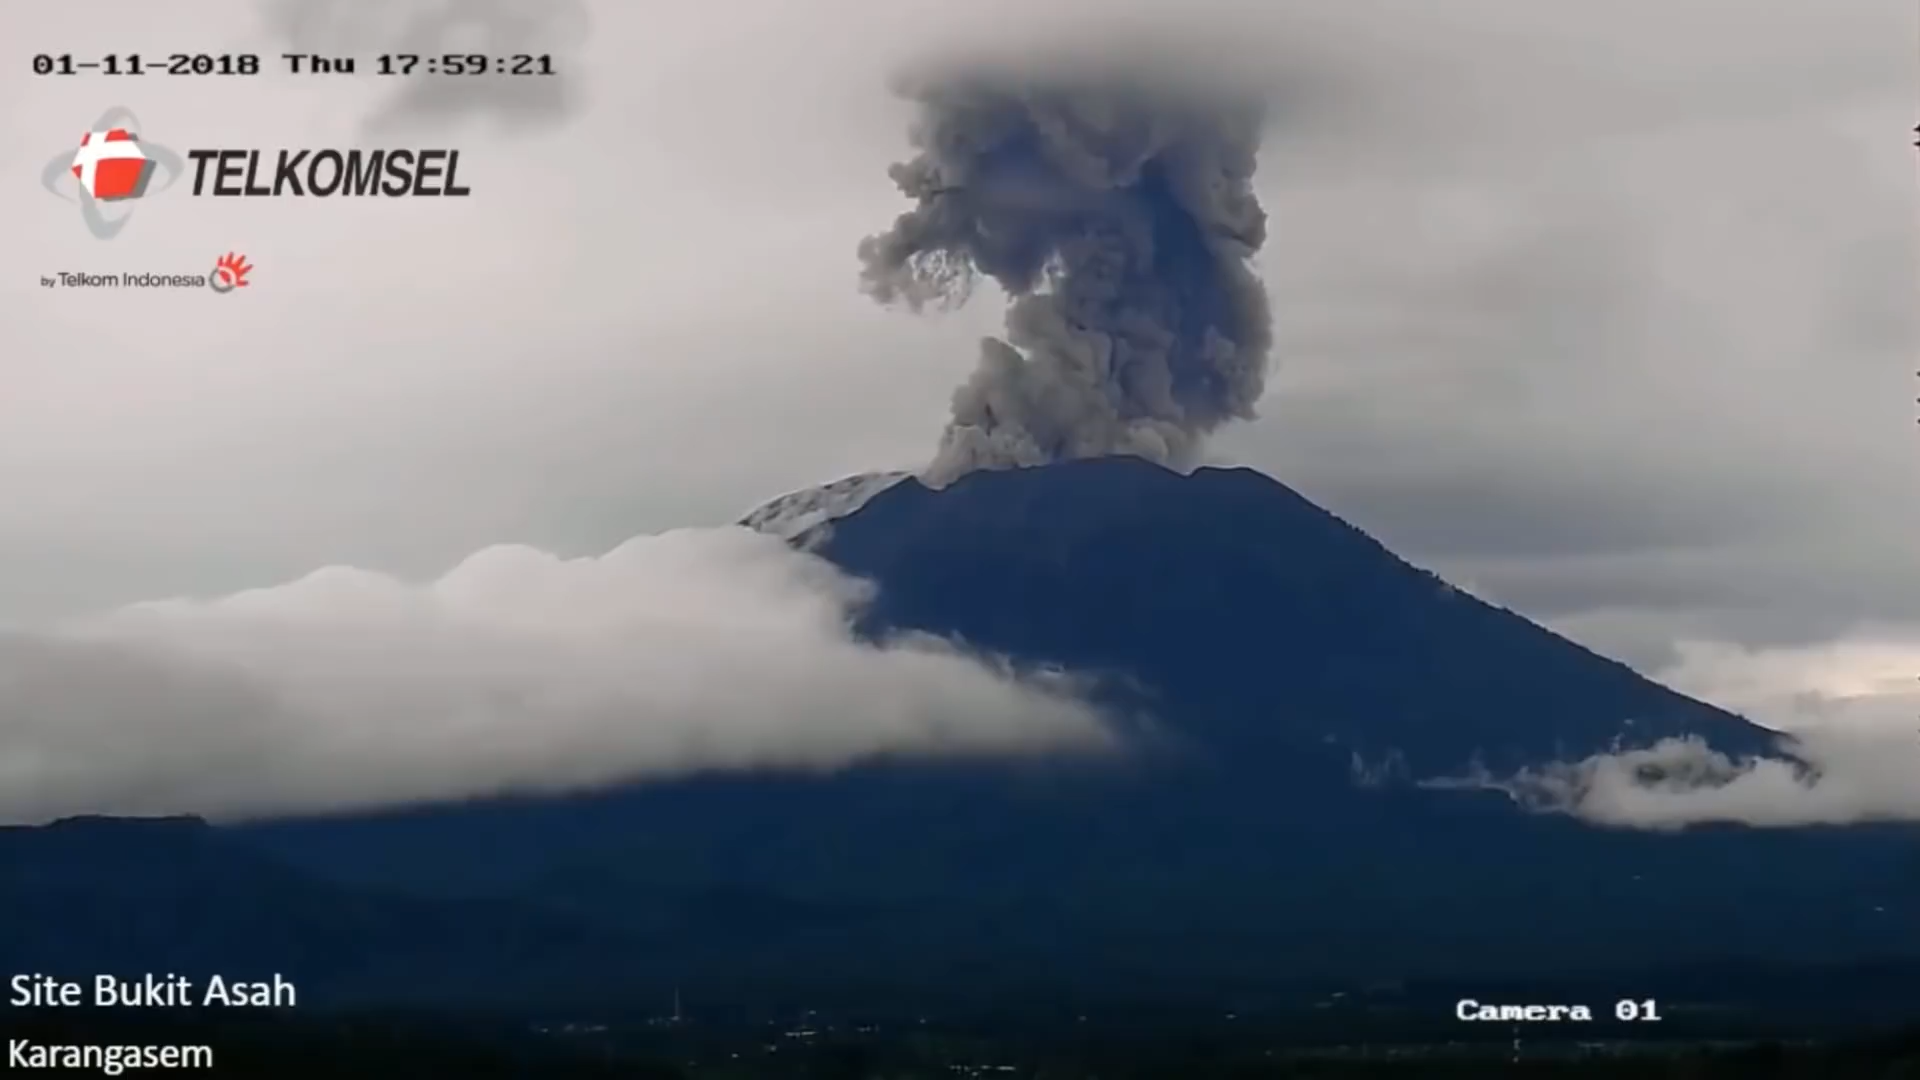 01-11-2018 Thu 17:59:21
TELKOMSEL
by Telkom Indonesia
Site Bukit Asah
Karangasem
Camera 01